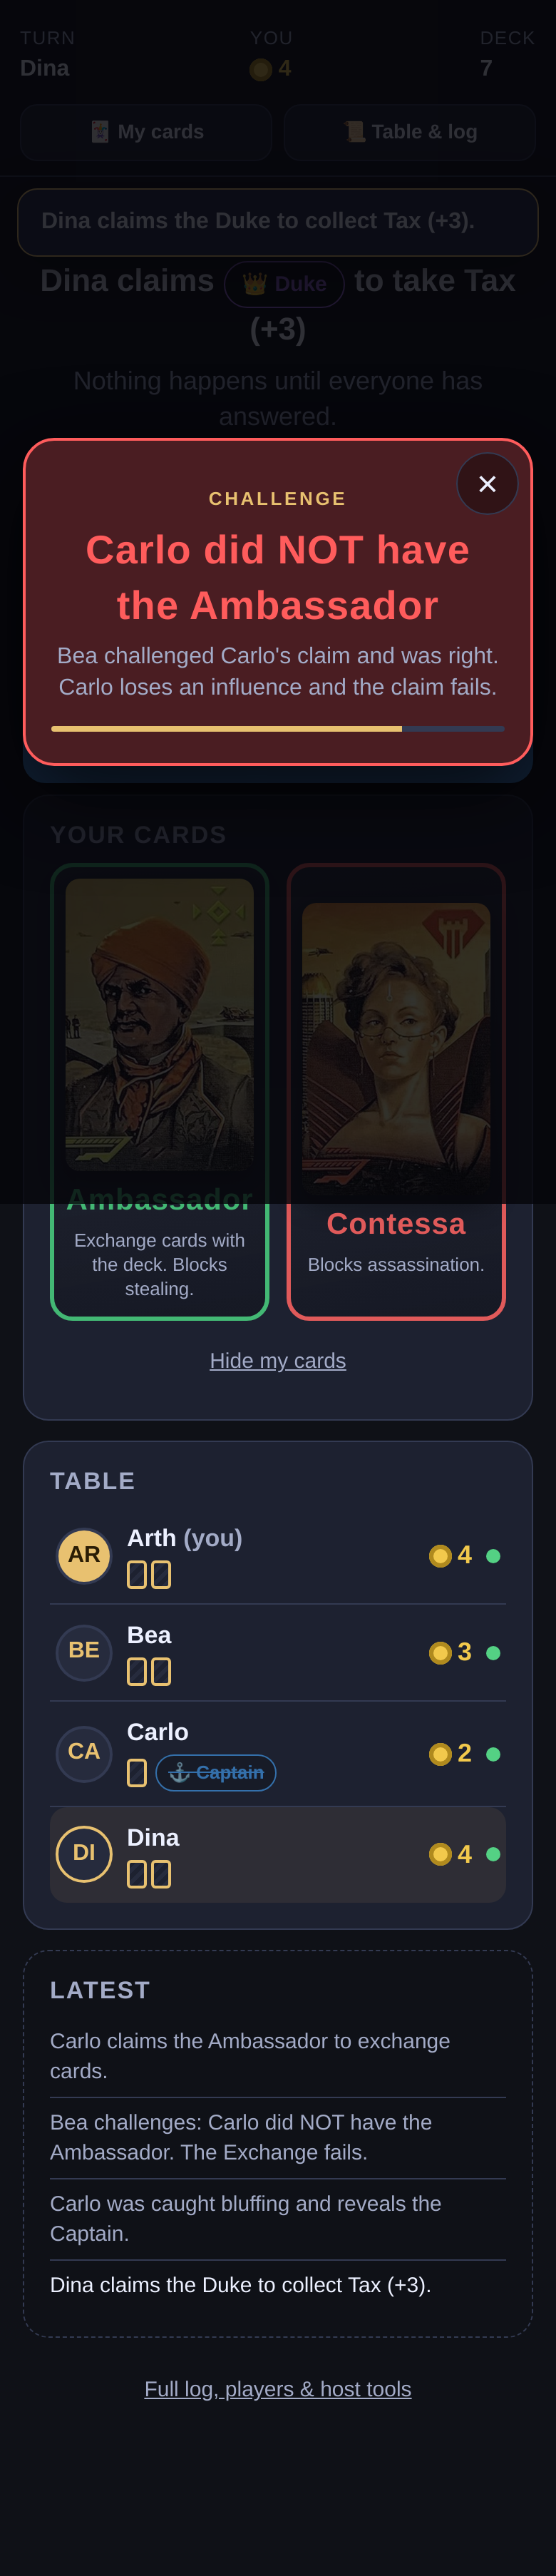 TURN
YOU
DECK
Dina
4
7
🃏 My cards
📜 Table & log
Dina claims the Duke to collect Tax (+3).
Dina claims 👑 Duke to take Tax
(+3)
Nothing happens until everyone has
answered.
CHALLENGE
✕
Carlo did NOT have
the Ambassador
Bea challenged Carlo's claim and was right.
Carlo loses an influence and the claim fails.
YOUR CARDS
Ambassador
Exchange cards with
the deck. Blocks
stealing.
Contessa
Blocks assassination.
Hide my cards
TABLE
AR
Arth (you)
4
BE
Bea
3
CA
Carlo
⚓ Captain
2
DI
Dina
4
LATEST
Carlo claims the Ambassador to exchange
cards.
Bea challenges: Carlo did NOT have the
Ambassador. The Exchange fails.
Carlo was caught bluffing and reveals the
Captain.
Dina claims the Duke to collect Tax (+3).
Full log, players & host tools